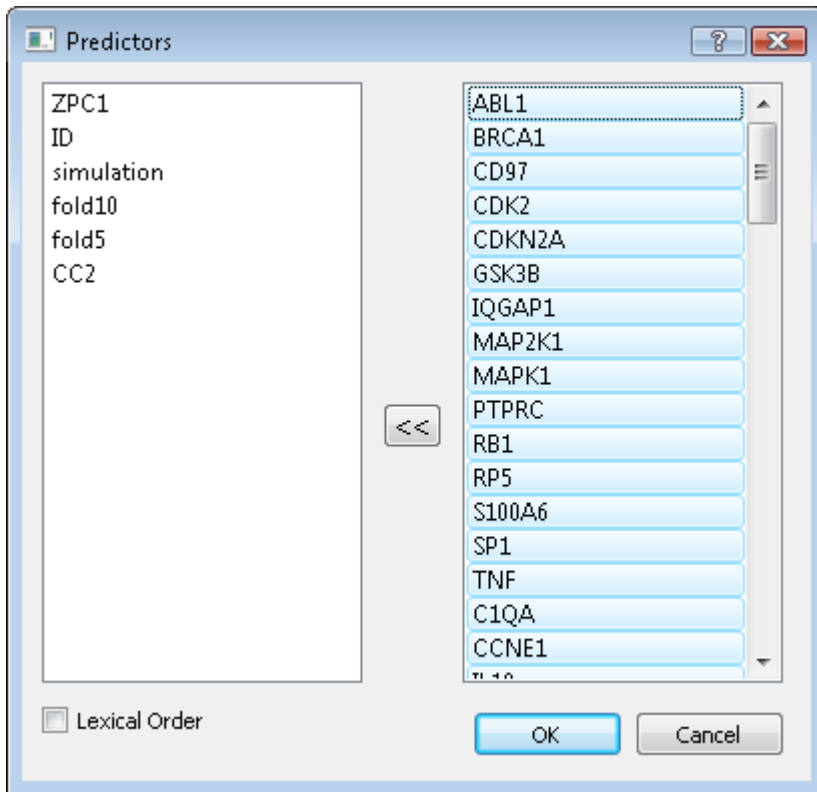 Predictors
ZPC1
ID
simulation
fold10
fold5
CC2
<<
ABL1
BRCA1
CD97
CDK2
CDKN2A
GSK3B
IQGAP1
MAP2K1
MAPK1
PTPRC
RB1
RP5
S100A6
SP1
TNF
C1QA
CCNE1
Lexical Order
OK
Cancel